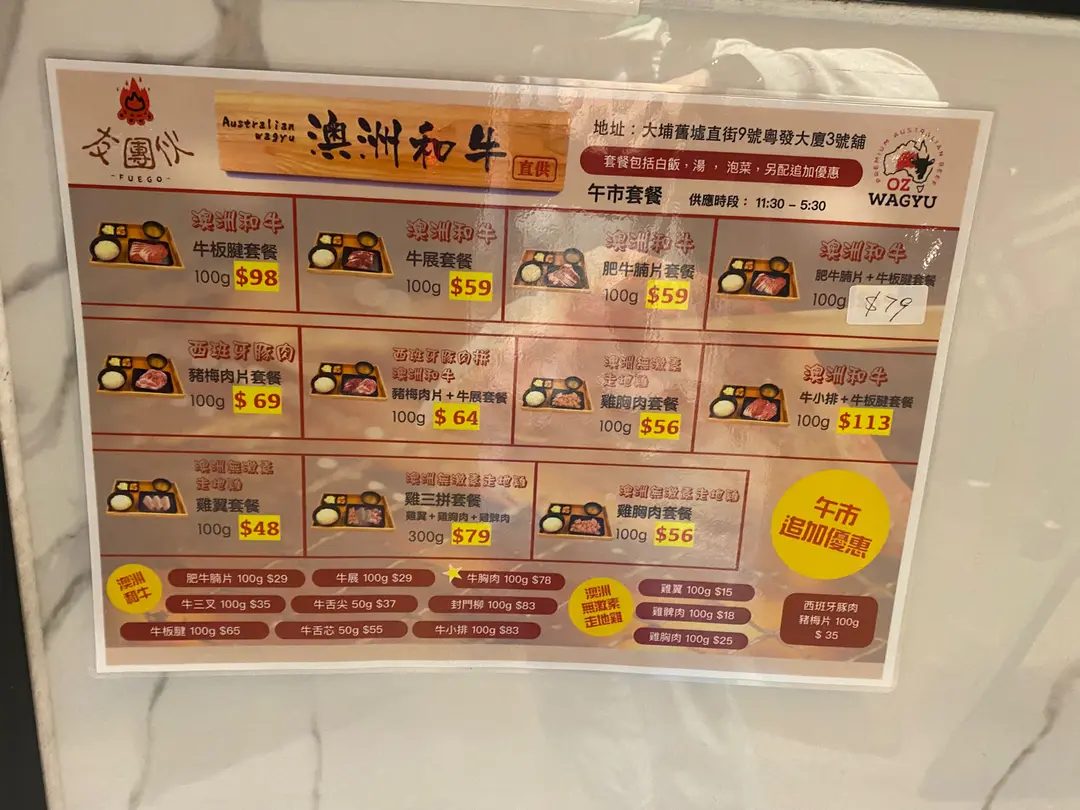 夯團伙
- FUEGO -
Australian
wagyu
澳洲和牛
直供
地址：大埔舊墟直街9號粵發大廈3號舖
套餐包括白飯，湯，泡菜，另配追加優惠
午市套餐 供應時段：11:30 – 5:30
PREMIUM AUSTRALIAN BEEF
OZ
WAGYU
澳洲和牛
牛板腱套餐
100g $98
澳洲和牛
牛展套餐
100g $59
澳洲和牛
肥牛腩片套餐
100g $59
澳洲和牛
肥牛腩片+牛板腱套餐
100g $79
西班牙豚肉
豬梅肉片套餐
100g $69
西班牙豚肉拼
澳洲和牛
豬梅肉片+牛展套餐
100g $64
澳洲無激素
走地雞
雞胸肉套餐
100g $56
澳洲和牛
牛小排+牛板腱套餐
100g $113
澳洲無激素
走地雞
雞翼套餐
100g $48
澳洲無激素走地雞
雞三拼套餐
雞翼+雞胸肉+雞髀肉
300g $79
澳洲無激素走地雞
雞胸肉套餐
100g $56
午市
追加優惠
澳洲
和牛
肥牛腩片 100g $29
牛展 100g $29
牛胸肉 100g $78
牛三叉 100g $35
牛舌尖 50g $37
封門柳 100g $83
牛板腱 100g $65
牛舌芯 50g $55
牛小排 100g $83
澳洲
無激素
走地雞
雞翼 100g $15
雞髀肉 100g $18
雞胸肉 100g $25
西班牙豚肉
豬梅片 100g
$ 35